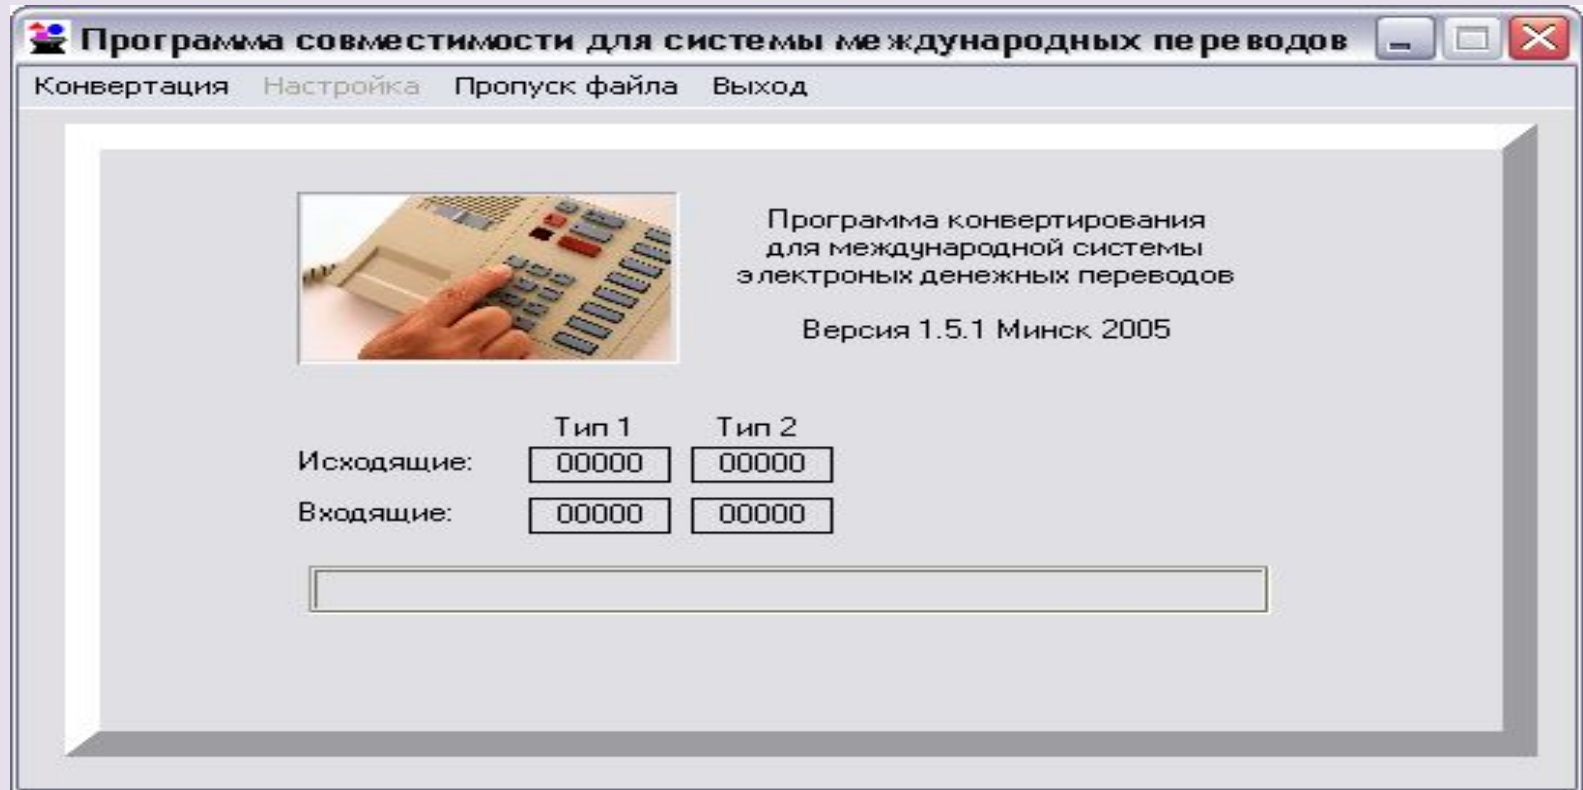 Программа совместимости для системы международных переводов
Конвертация Настройка Пропуск файла Выход
Программа конвертирования
для международной системы
электроных денежных переводов
Версия 1.5.1 Минск 2005
Тип 1 Тип 2
Исходящие: 00000 00000
Входящие: 00000 00000